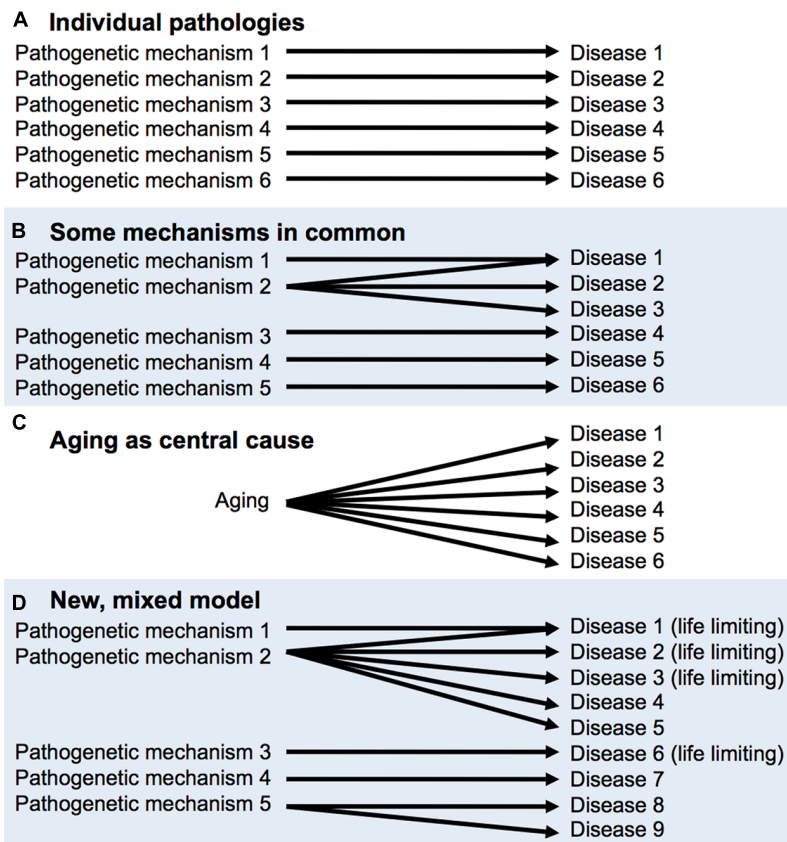 A Individual pathologies
Pathogenetic mechanism 1 Disease 1
Pathogenetic mechanism 2 Disease 2
Pathogenetic mechanism 3 Disease 3
Pathogenetic mechanism 4 Disease 4
Pathogenetic mechanism 5 Disease 5
Pathogenetic mechanism 6 Disease 6
B Some mechanisms in common
Pathogenetic mechanism 1 Disease 1
Pathogenetic mechanism 2 Disease 2
Disease 3
Pathogenetic mechanism 3 Disease 4
Pathogenetic mechanism 4 Disease 5
Pathogenetic mechanism 5 Disease 6
C Aging as central cause
Disease 1
Disease 2
Disease 3
Aging Disease 4
Disease 5
Disease 6
D New, mixed model
Pathogenetic mechanism 1 Disease 1 (life limiting)
Pathogenetic mechanism 2 Disease 2 (life limiting)
Disease 3 (life limiting)
Disease 4
Disease 5
Pathogenetic mechanism 3 Disease 6 (life limiting)
Pathogenetic mechanism 4 Disease 7
Pathogenetic mechanism 5 Disease 8
Disease 9